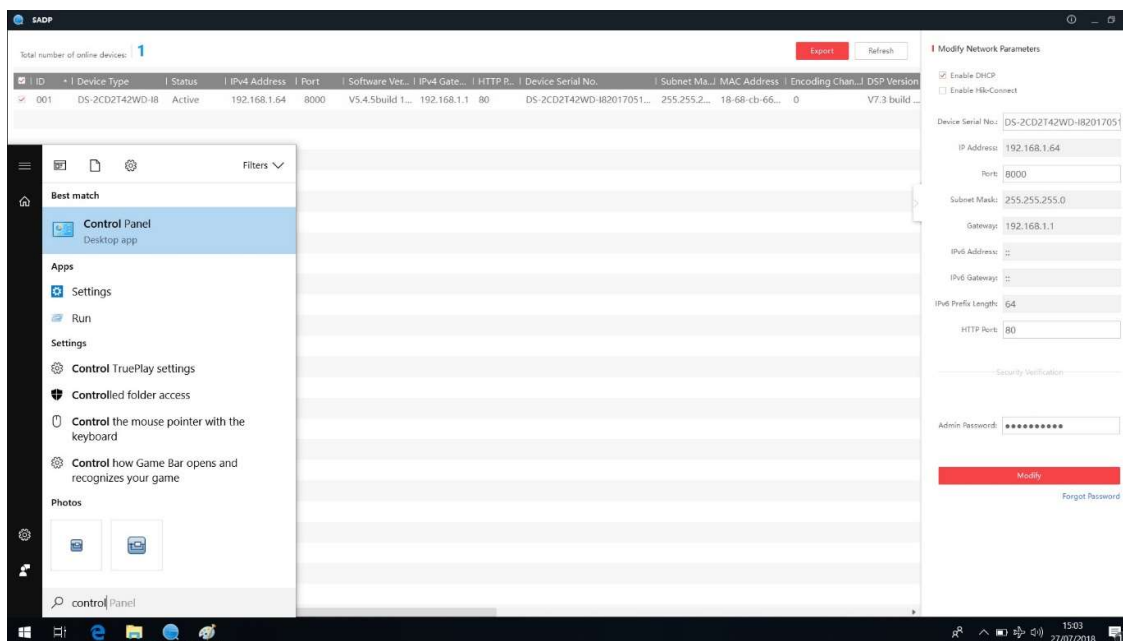 SADP
Total number of online devices: 1
Export
Refresh
ID Device Type Status IPv4 Address Port Software Ver... IPv4 Gate... HTTP P... Device Serial No. Subnet Ma... MAC Address Encoding Chan... DSP Version
001 DS-2CD2T42WD-I8 Active 192.168.1.64 8000 V5.4.5build 1... 192.168.1.1 80 DS-2CD2T42WD-I82017051... 255.255.2... 18-68-cb-66... 0 V7.3 build ...
Filters
Best match
Control Panel
Desktop app
Apps
Settings
Run
Settings
Control TruePlay settings
Controlled folder access
Control the mouse pointer with the
keyboard
Control how Game Bar opens and
recognizes your game
Photos
control Panel
Modify Network Parameters
Enable DHCP
Enable Hik-Connect
Device Serial No.: DS-2CD2T42WD-I82017051
IP Address: 192.168.1.64
Port: 8000
Subnet Mask: 255.255.255.0
Gateway: 192.168.1.1
IPv6 Address: ::
IPv6 Gateway: ::
IPv6 Prefix Length: 64
HTTP Port: 80
Security Verification
Admin Password: ●●●●●●●●●●
Modify
Forgot Password
15:03
27/07/2018